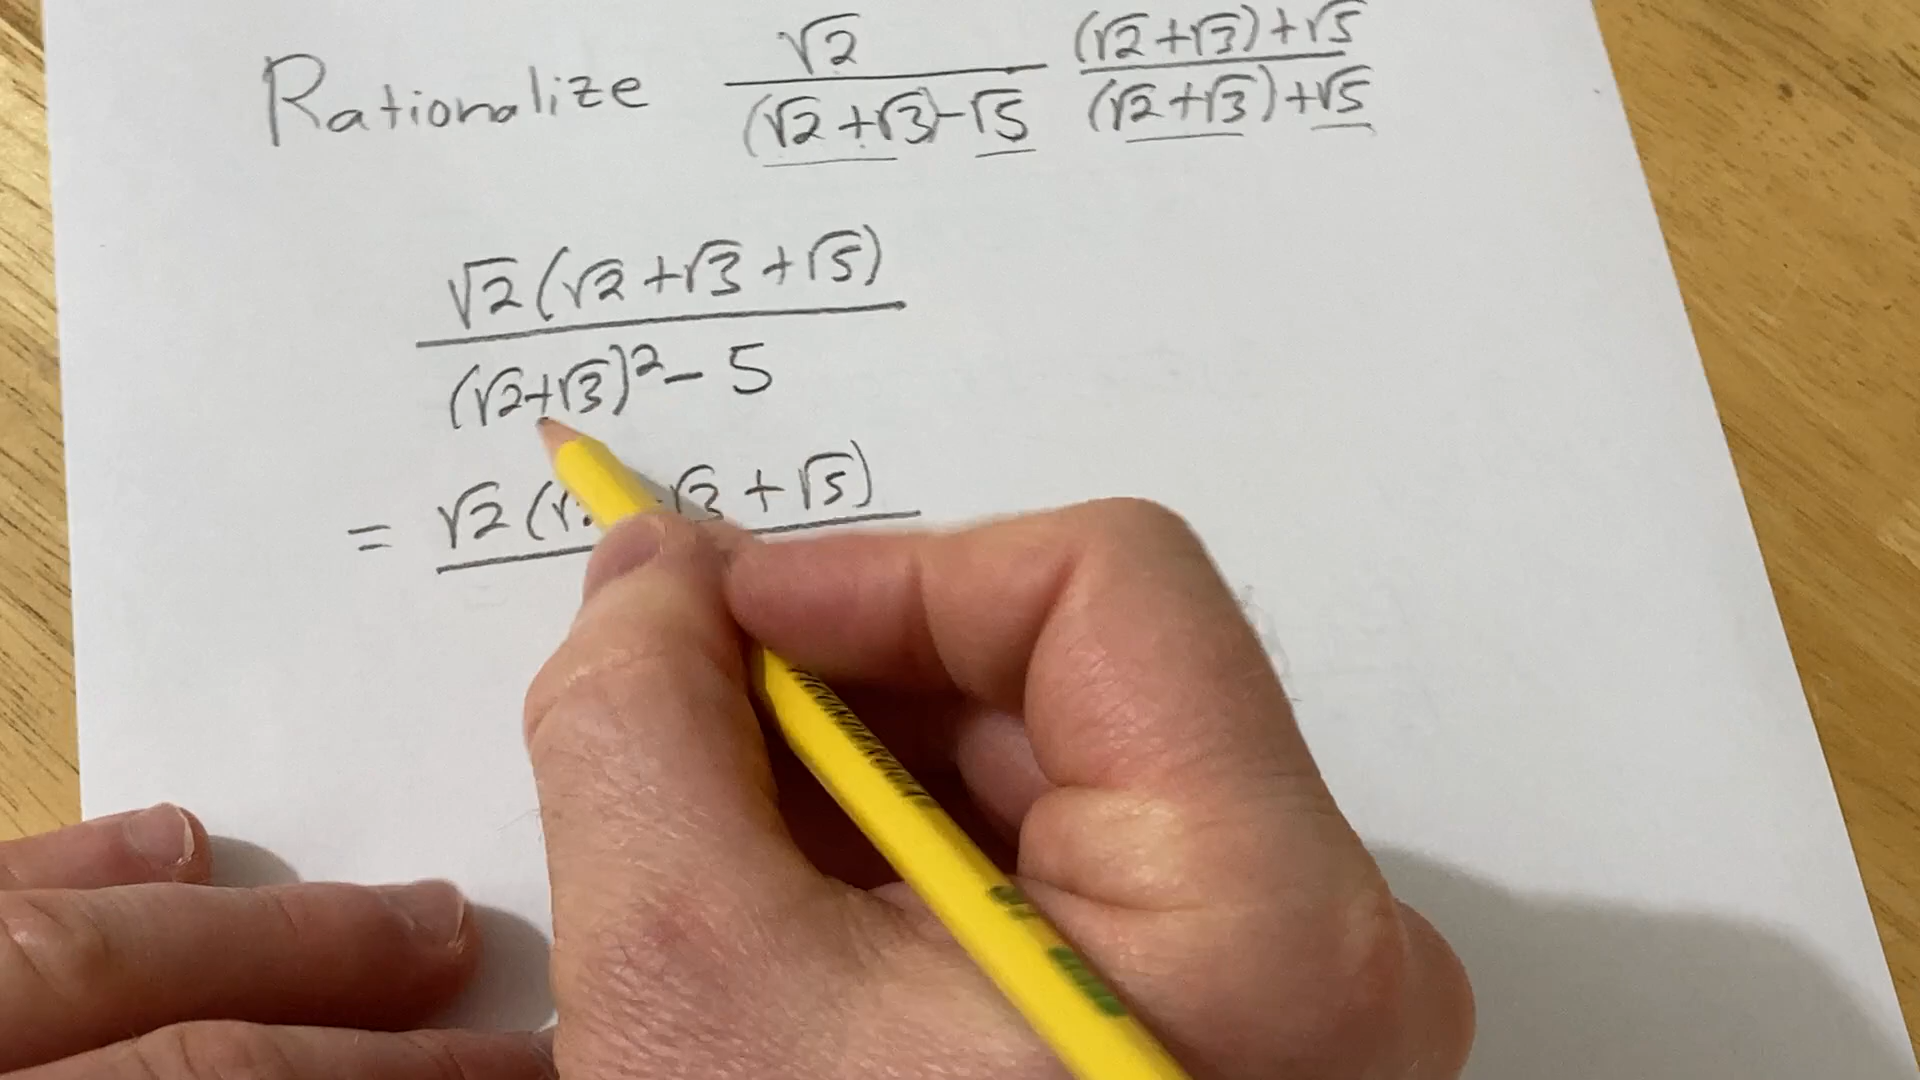 Rationalize √2 / (√2+√3)-√5 (√2+√3)+√5 / (√2+√3)+√5
√2(√2+√3+√5)
(√2+√3)² - 5
= √2(√2+√3+√5)